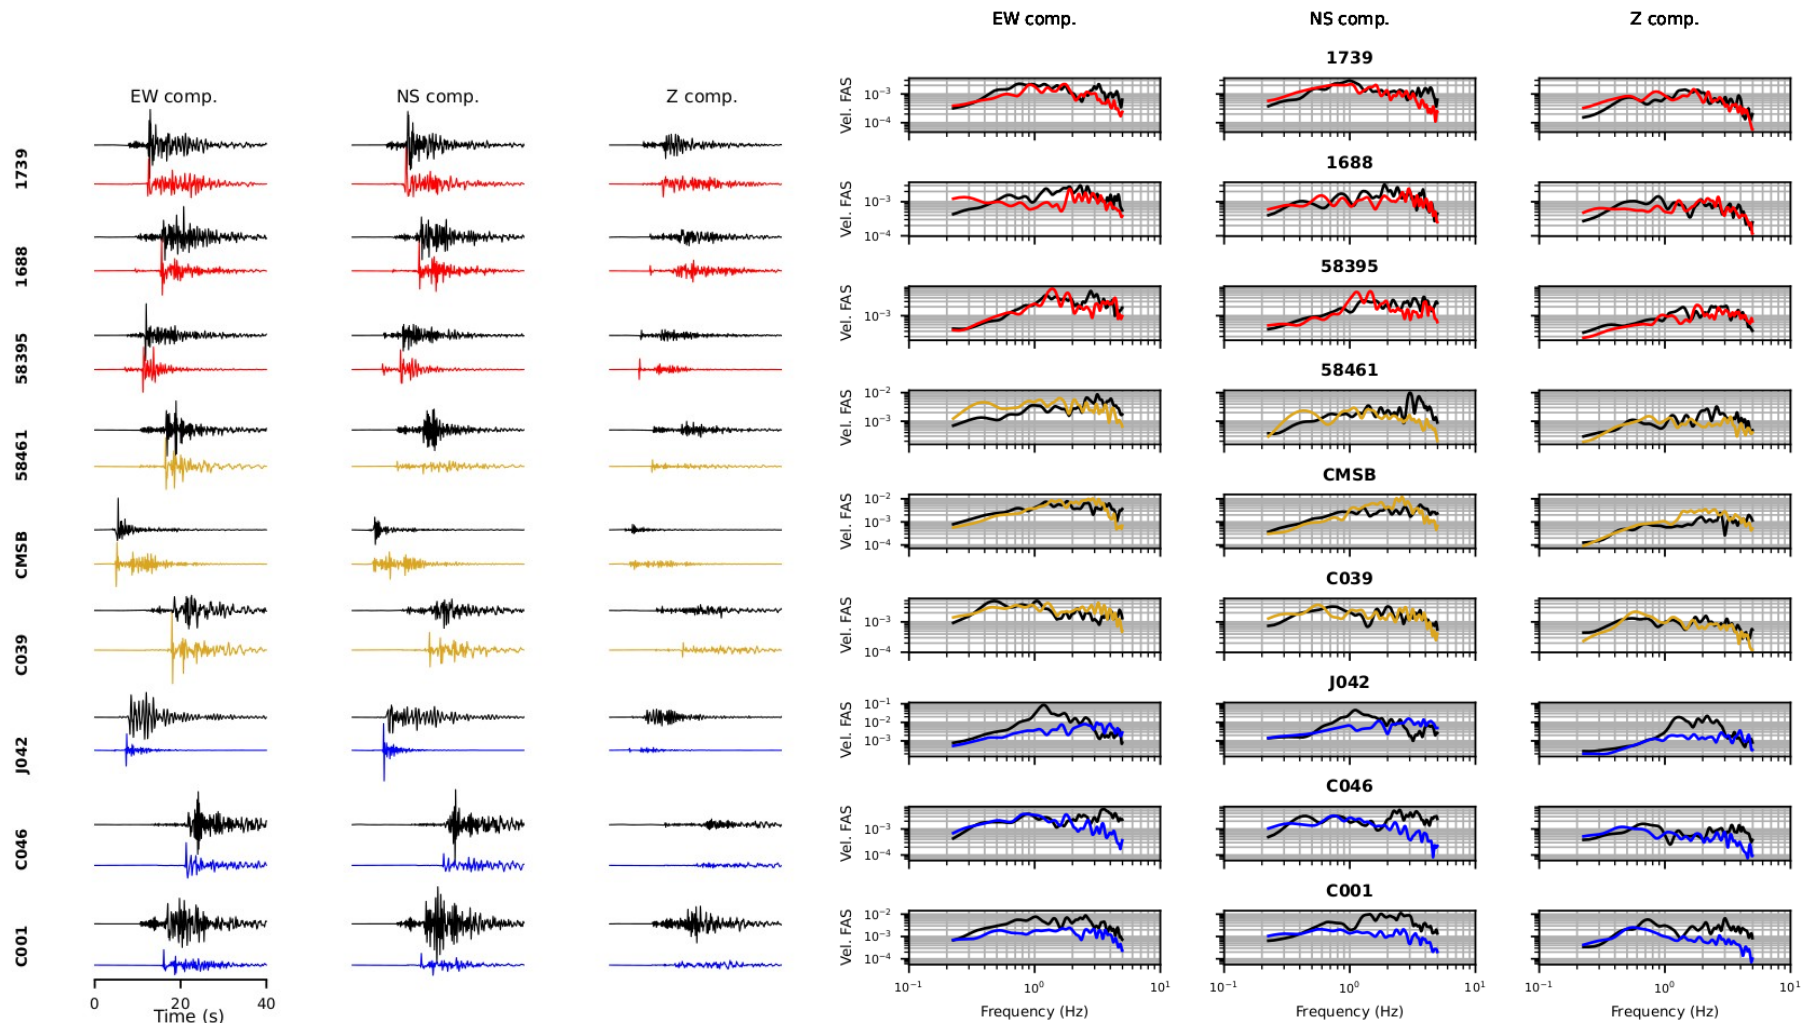 EW comp. NS comp. Z comp.
1739
1688
58395
58461
CMSB
C039
J042
C046
C001
0 20 40
Time (s)
EW comp. NS comp. Z comp.
1739
Vel. FAS
10⁻³
10⁻⁴
1688
Vel. FAS
10⁻³
10⁻⁴
58395
Vel. FAS
10⁻³
58461
Vel. FAS
10⁻²
10⁻³
CMSB
Vel. FAS
10⁻²
10⁻³
10⁻⁴
C039
Vel. FAS
10⁻³
10⁻⁴
J042
Vel. FAS
10⁻¹
10⁻²
10⁻³
C046
Vel. FAS
10⁻³
10⁻⁴
C001
Vel. FAS
10⁻²
10⁻³
10⁻⁴
10⁻¹ 10⁰ 10¹ 10⁻¹ 10⁰ 10¹ 10⁻¹ 10⁰ 10¹
Frequency (Hz) Frequency (Hz) Frequency (Hz)